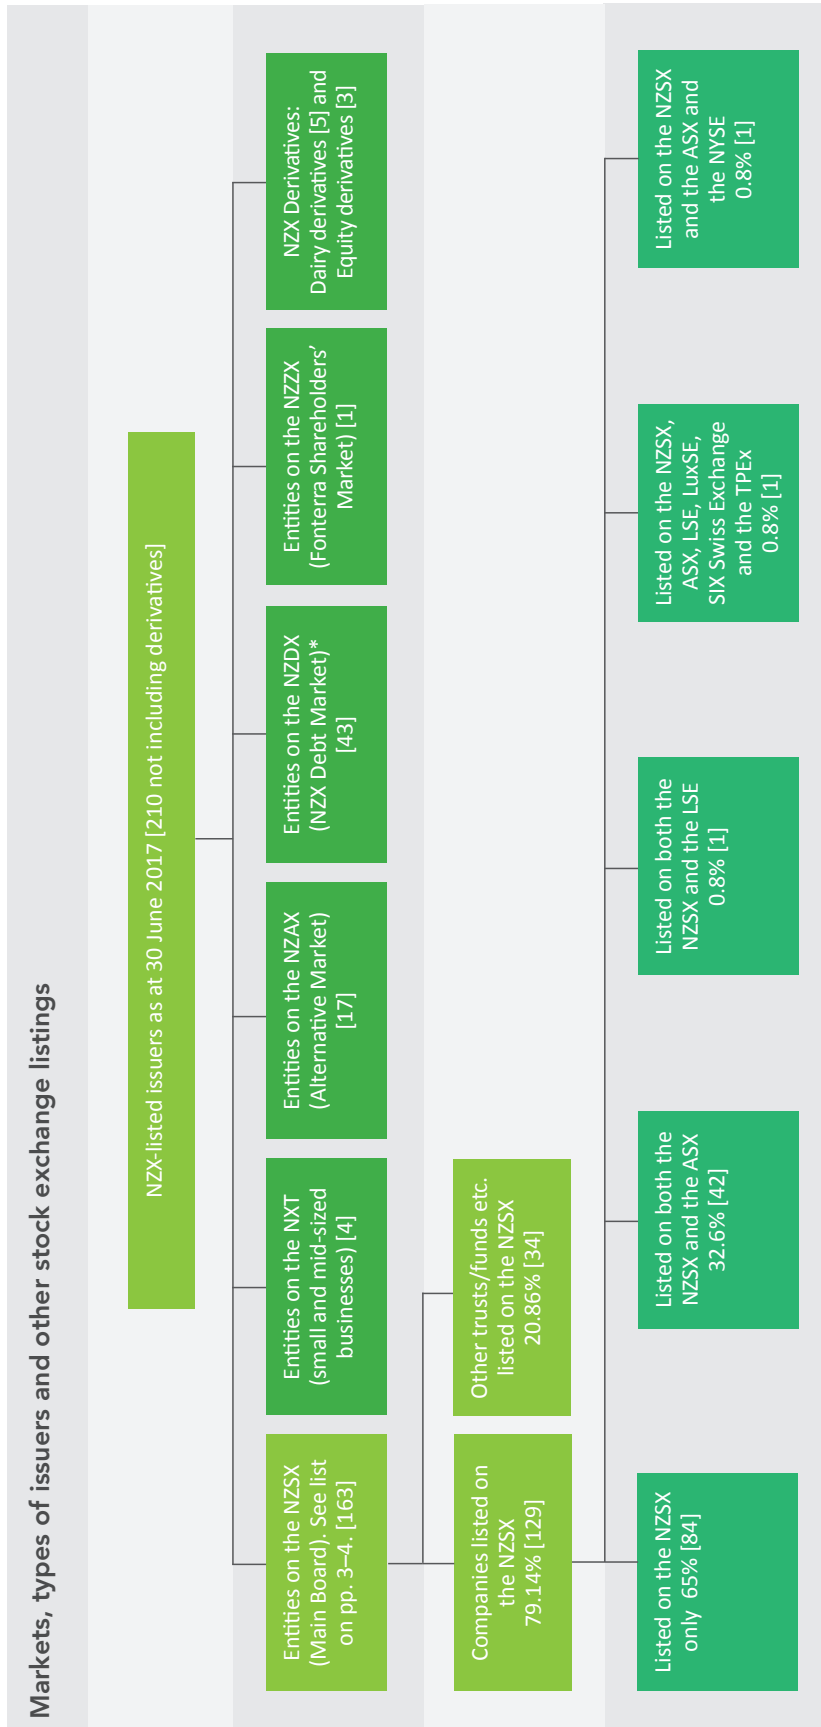 Markets, types of issuers and other stock exchange listings
NZX-listed issuers as at 30 June 2017 [210 not including derivatives]
Entities on the NZSX
(Main Board). See list
on pp. 3–4. [163]
Entities on the NXT
(small and mid-sized
businesses) [4]
Entities on the NZAX
(Alternative Market)
[17]
Entities on the NZDX
(NZX Debt Market)*
[43]
Entities on the NZZX
(Fonterra Shareholders’
Market) [1]
NZX Derivatives:
Dairy derivatives [5] and
Equity derivatives [3]
Companies listed on
the NZSX
79.14% [129]
Other trusts/funds etc.
listed on the NZSX
20.86% [34]
Listed on the NZSX
only 65% [84]
Listed on both the
NZSX and the ASX
32.6% [42]
Listed on both the
NZSX and the LSE
0.8% [1]
Listed on the NZSX,
ASX, LSE, LuxSE,
SIX Swiss Exchange
and the TPEx
0.8% [1]
Listed on the NZSX
and the ASX and
the NYSE
0.8% [1]